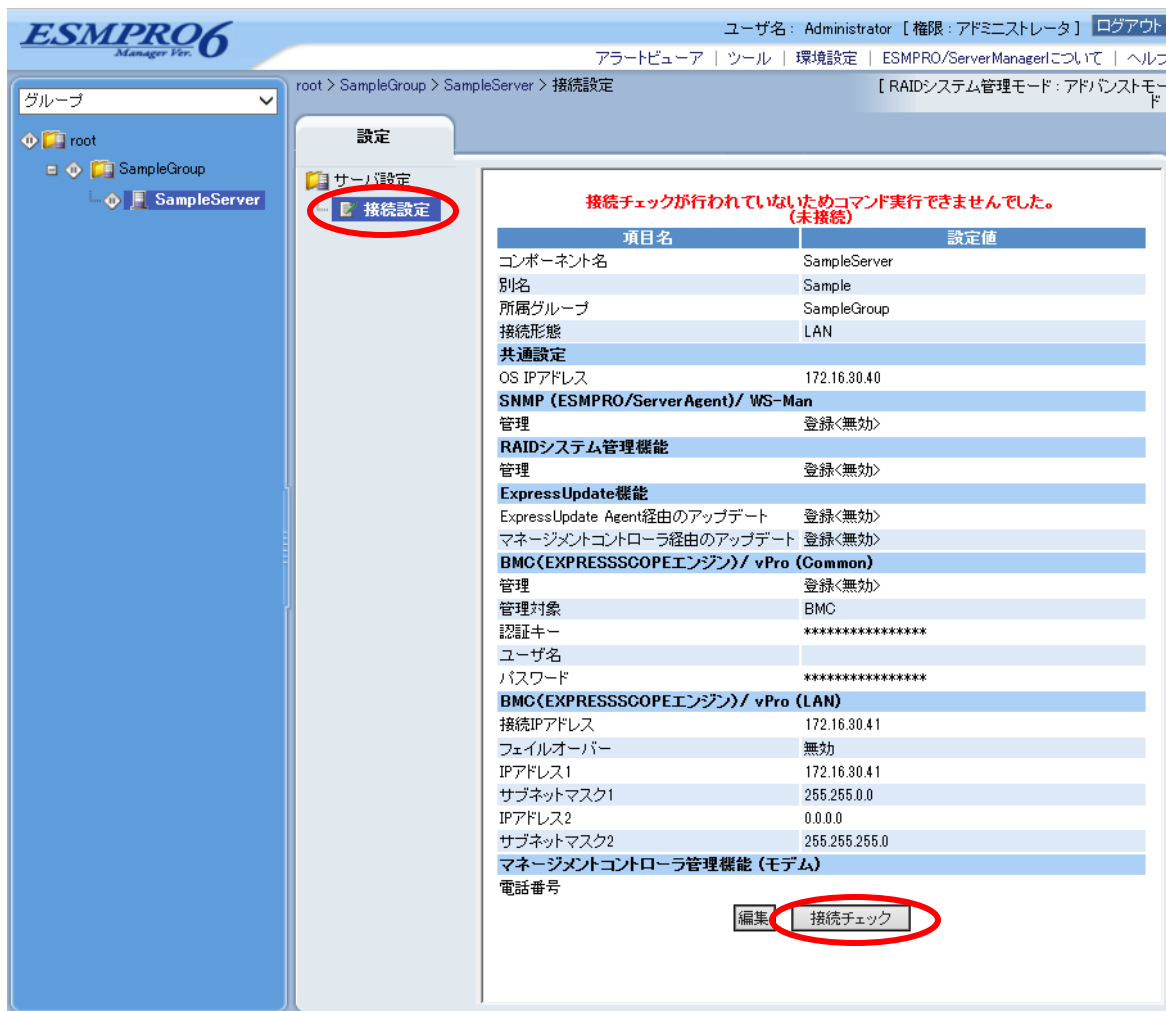 ESMPRO6
Manager Ver.
ユーザ名 : Administrator [ 権限 : アドミニストレータ ] ログアウト
アラートビューア | ツール | 環境設定 | ESMPRO/ServerManagerについて | ヘルプ
グループ
root > SampleGroup > SampleServer > 接続設定
[ RAIDシステム管理モード : アドバンストモード
root
SampleGroup
SampleServer
設定
サーバ設定
接続設定
接続チェックが行われていないためコマンド実行できませんでした。
(未接続)
項目名 設定値
コンポーネント名 SampleServer
別名 Sample
所属グループ SampleGroup
接続形態 LAN
共通設定
OS IPアドレス 172.16.30.40
SNMP (ESMPRO/ServerAgent)/ WS-Man
管理 登録<無効>
RAIDシステム管理機能
管理 登録<無効>
ExpressUpdate機能
ExpressUpdate Agent経由のアップデート 登録<無効>
マネージメントコントローラ経由のアップデート 登録<無効>
BMC(EXPRESSSCOPEエンジン)/ vPro (Common)
管理 登録<無効>
管理対象 BMC
認証キー ****************
ユーザ名
パスワード ****************
BMC(EXPRESSSCOPEエンジン)/ vPro (LAN)
接続IPアドレス 172.16.30.41
フェイルオーバー 無効
IPアドレス1 172.16.30.41
サブネットマスク1 255.255.0.0
IPアドレス2 0.0.0.0
サブネットマスク2 255.255.255.0
マネージメントコントローラ管理機能 (モデム)
電話番号
編集 接続チェック